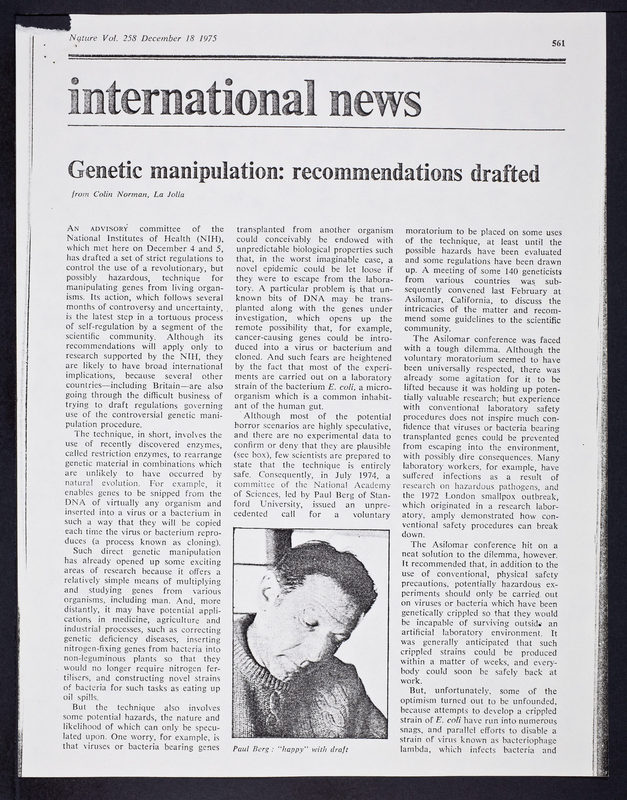 Nature Vol. 258 December 18 1975
561
international news
Genetic manipulation: recommendations drafted
from Colin Norman, La Jolla
AN ADVISORY committee of the
National Institutes of Health (NIH),
which met here on December 4 and 5,
has drafted a set of strict regulations to
control the use of a revolutionary, but
possibly hazardous, technique for
manipulating genes from living organ-
isms. Its action, which follows several
months of controversy and uncertainty,
is the latest step in a tortuous process
of self-regulation by a segment of the
scientific community. Although its
recommendations will apply only to
research supported by the NIH, they
are likely to have broad international
implications, because several other
countries—including Britain—are also
going through the difficult business of
trying to draft regulations governing
use of the controversial genetic mani-
pulation procedure.
The technique, in short, involves the
use of recently discovered enzymes,
called restriction enzymes, to rearrange
genetic material in combinations which
are unlikely to have occurred by
natural evolution. For example, it
enables genes to be snipped from the
DNA of virtually any organism and
inserted into a virus or a bacterium in
such a way that they will be copied
each time the virus or bacterium repro-
duces (a process known as cloning).
Such direct genetic manipulation
has already opened up some exciting
areas of research because it offers a
relatively simple means of multiplying
and studying genes from various
organisms, including man. And, more
distantly, it may have potential appli-
cations in medicine, agriculture and
industrial processes, such as correcting
genetic deficiency diseases, inserting
nitrogen-fixing genes from bacteria into
non-leguminous plants so that they
would no longer require nitrogen fer-
tilisers, and constructing novel strains
of bacteria for such tasks as eating up
oil spills.
But the technique also involves
some potential hazards, the nature and
likelihood of which can only be specu-
lated upon. One worry, for example, is
that viruses or bacteria bearing genes
transplanted from another organism
could conceivably be endowed with
unpredictable biological properties such
that, in the worst imaginable case, a
novel epidemic could be let loose if
they were to escape from the labora-
tory. A particular problem is that un-
known bits of DNA may be trans-
planted along with the genes under
investigation, which opens up the
remote possibility that, for example,
cancer-causing genes could be intro-
duced into a virus or bacterium and
cloned. And such fears are heightened
by the fact that most of the experi-
ments are carried out on a laboratory
strain of the bacterium E. coli, a micro-
organism which is a common inhabit-
ant of the human gut.
Although most of the potential
horror scenarios are highly speculative,
and there are no experimental data to
confirm or deny that they are plausible
(see box), few scientists are prepared to
state that the technique is entirely
safe. Consequently, in July 1974, a
committee of the National Academy
of Sciences, led by Paul Berg of Stan-
ford University, issued an unpre-
cedented call for a voluntary
Paul Berg: "happy" with draft
moratorium to be placed on some uses
of the technique, at least until the
possible hazards have been evaluated
and some regulations have been drawn
up. A meeting of some 140 geneticists
from various countries was sub-
sequently convened last February at
Asilomar, California, to discuss the
intricacies of the matter and recom-
mend some guidelines to the scientific
community.
The Asilomar conference was faced
with a tough dilemma. Although the
voluntary moratorium seemed to have
been universally respected, there was
already some agitation for it to be
lifted because it was holding up poten-
tially valuable research; but experience
with conventional laboratory safety
procedures does not inspire much con-
fidence that viruses or bacteria bearing
transplanted genes could be prevented
from escaping into the environment,
with possibly dire consequences. Many
laboratory workers, for example, have
suffered infections as a result of
research on hazardous pathogens, and
the 1972 London smallpox outbreak,
which originated in a research labor-
atory, amply demonstrated how con-
ventional safety procedures can break
down.
The Asilomar conference hit on a
neat solution to the dilemma, however.
It recommended that, in addition to the
use of conventional, physical safety
precautions, potentially hazardous ex-
periments should only be carried out
on viruses or bacteria which have been
genetically crippled so that they would
be incapable of surviving outside an
artificial laboratory environment. It
was generally anticipated that such
crippled strains could be produced
within a matter of weeks, and every-
body could soon be safely back at
work.
But, unfortunately, some of the
optimism turned out to be unfounded,
because attempts to develop a crippled
strain of E. coli have run into numerous
snags, and parallel efforts to disable a
strain of virus known as bacteriophage
lambda, which infects bacteria and